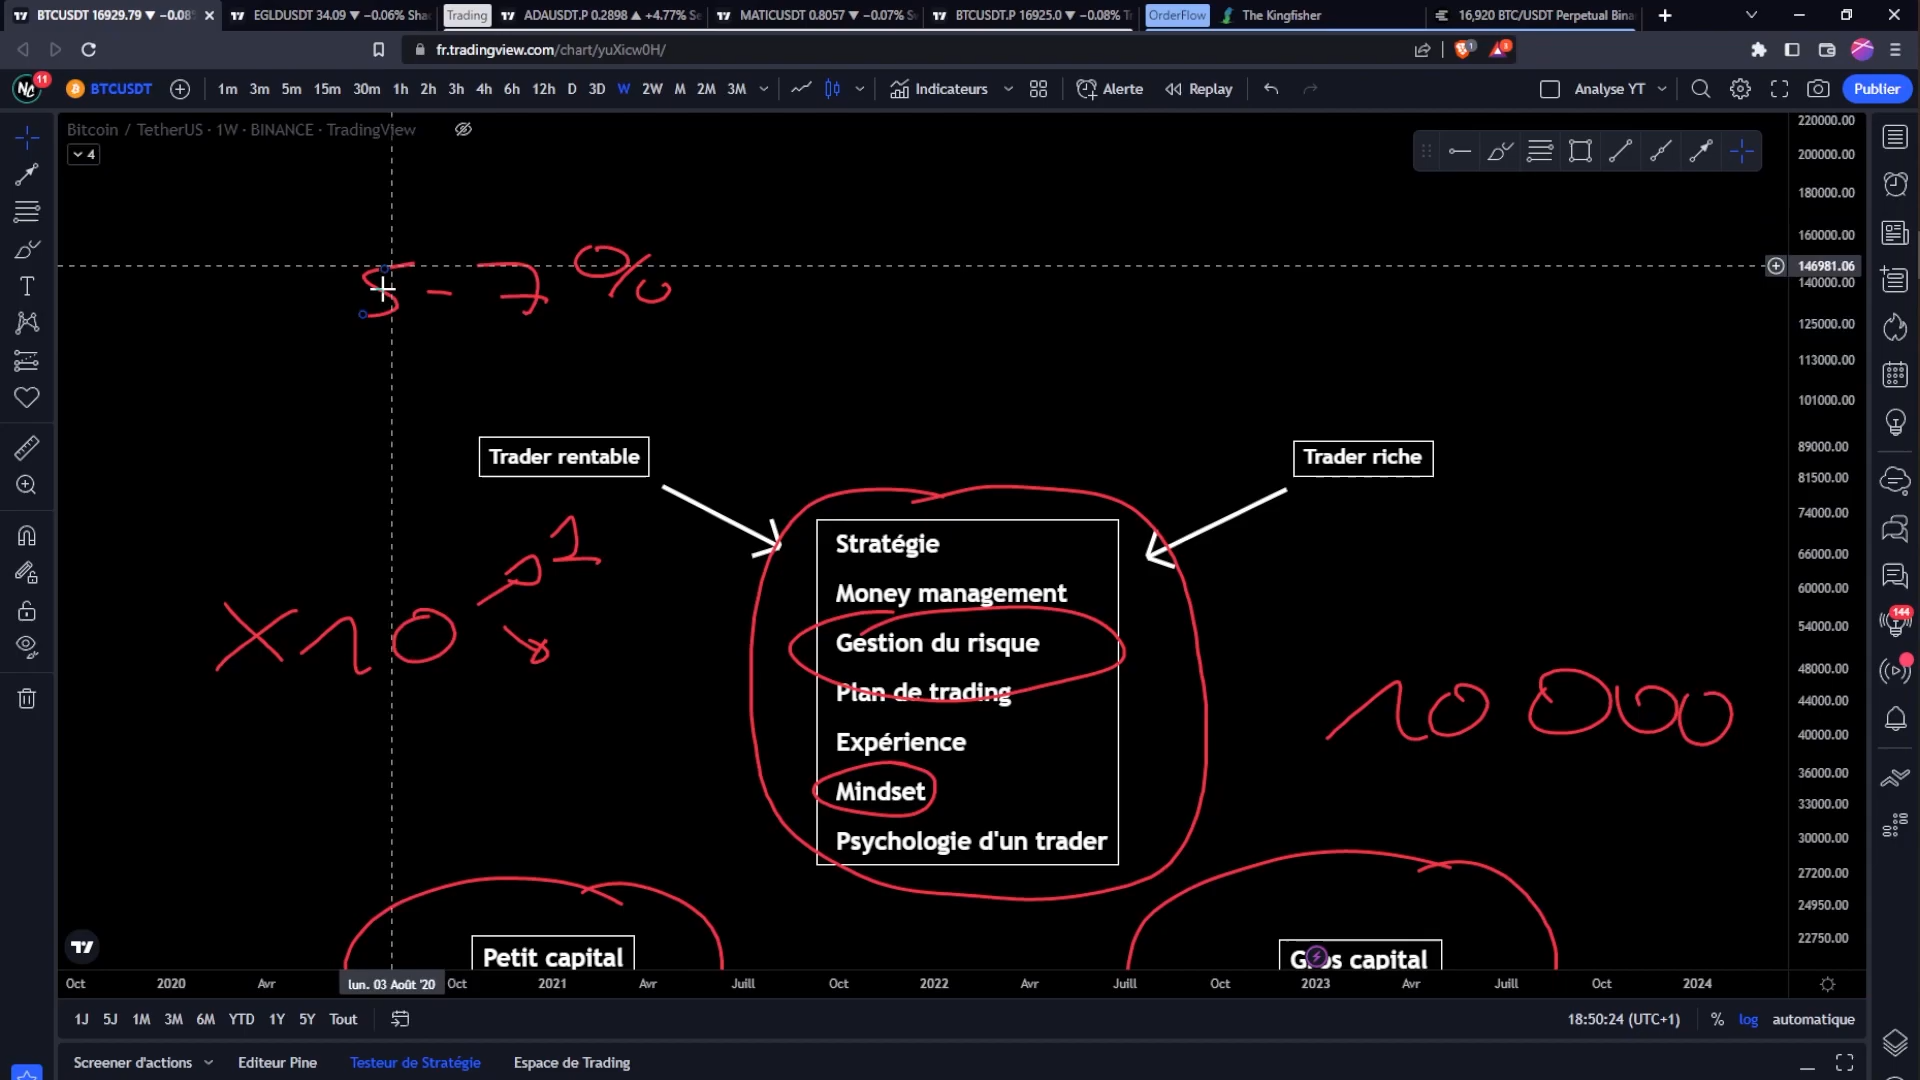 BTCUSDT 16929.79 ▼ −0.08
EGLDUSDT 34.09 ▼ −0.06% Sha
Trading
ADAUSDT.P 0.2898 ▲ +4.77%
MATICUSDT 0.8057 ▼ −0.07%
BTCUSDT.P 16925.0 ▼ −0.08%
OrderFlow
The Kingfisher
16,920 BTC/USDT Perpetual Bina
fr.tradingview.com/chart/yuXicw0H/
11
BTCUSDT
1m 3m 5m 15m 30m 1h 2h 3h 4h 6h 12h D 3D W 2W M 2M 3M
Indicateurs
Alerte
Replay
Analyse YT
Publier
Bitcoin / TetherUS · 1W · BINANCE · TradingView
4
220000.00
200000.00
180000.00
160000.00
146981.06
140000.00
125000.00
113000.00
101000.00
89000.00
81500.00
74000.00
66000.00
60000.00
54000.00
48000.00
44000.00
40000.00
36000.00
33000.00
30000.00
27200.00
24950.00
22750.00
5 - 7 %
Trader rentable
Trader riche
Stratégie
Money management
Gestion du risque
Plan de trading
Expérience
Mindset
Psychologie d'un trader
x10
1
10 000
Petit capital
Gros capital
144
Oct 2020 Avr lun. 03 Août '20 Oct 2021 Avr Juill Oct 2022 Avr Juill Oct 2023 Avr Juill Oct 2024
1J 5J 1M 3M 6M YTD 1Y 5Y Tout
18:50:24 (UTC+1)
% log automatique
Screener d'actions
Editeur Pine
Testeur de Stratégie
Espace de Trading